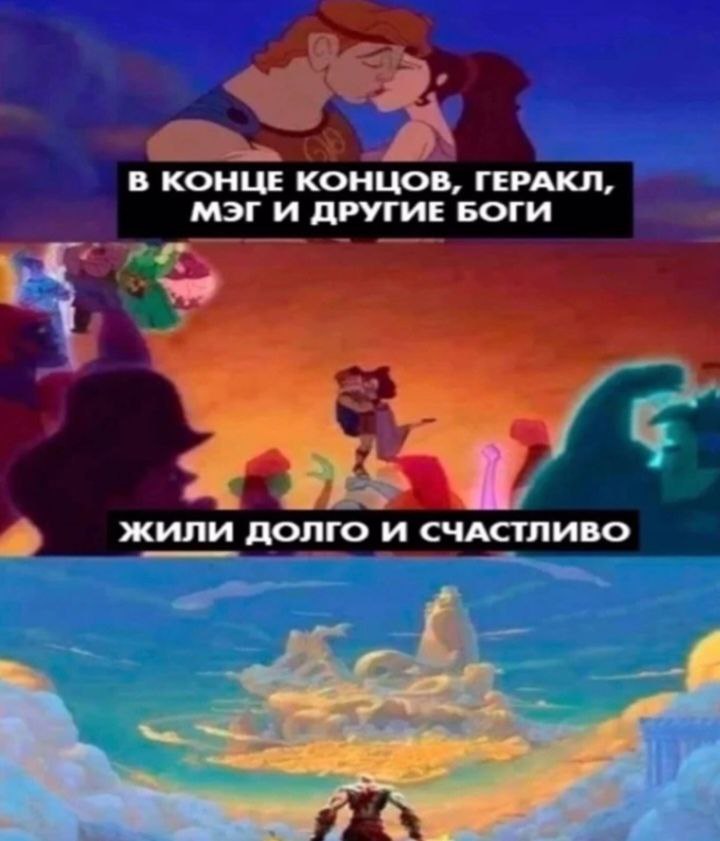 В КОНЦЕ КОНЦОВ, ГЕРАКЛ,
МЭГ И ДРУГИЕ БОГИ
ЖИЛИ ДОЛГО И СЧАСТЛИВО